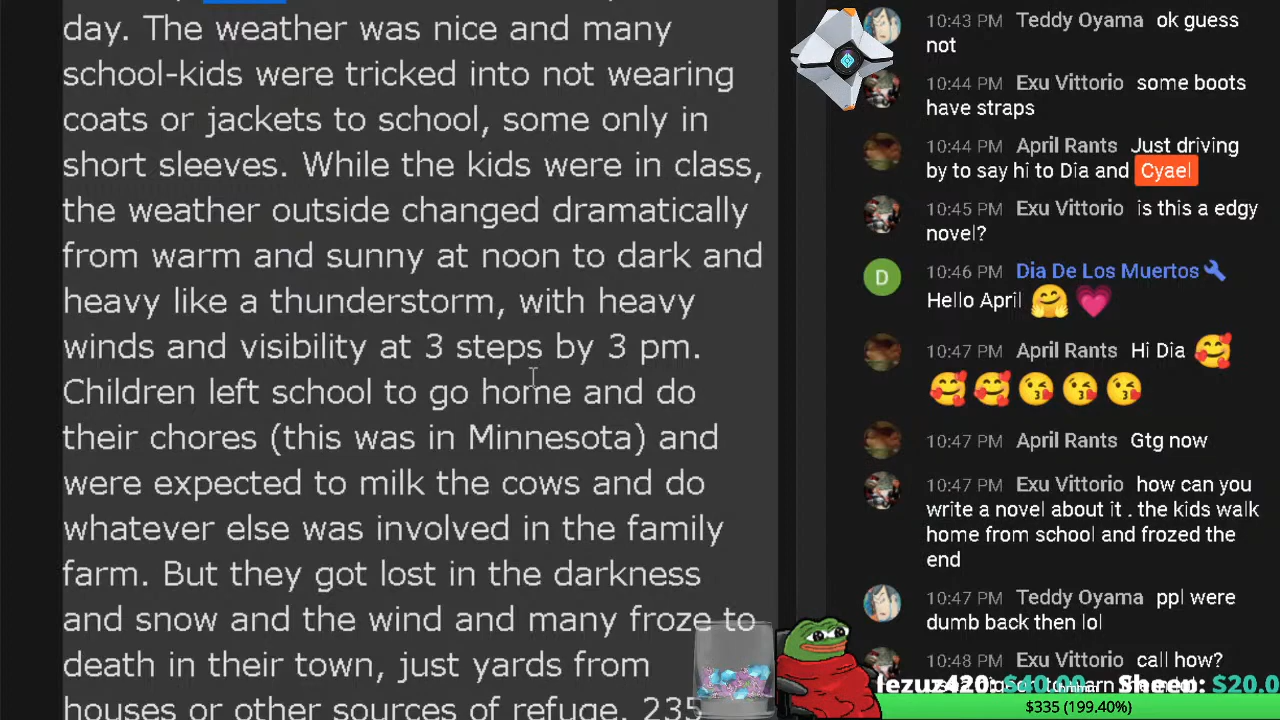 day. The weather was nice and many
school-kids were tricked into not wearing
coats or jackets to school, some only in
short sleeves. While the kids were in class,
the weather outside changed dramatically
from warm and sunny at noon to dark and
heavy like a thunderstorm, with heavy
winds and visibility at 3 steps by 3 pm.
Children left school to go home and do
their chores (this was in Minnesota) and
were expected to milk the cows and do
whatever else was involved in the family
farm. But they got lost in the darkness
and snow and the wind and many froze to
death in their town, just yards from
houses or other sources of refuge. 235
10:43 PM Teddy Oyama ok guess
not
10:44 PM Exu Vittorio some boots
have straps
10:44 PM April Rants Just driving
by to say hi to Dia and Cyael
10:45 PM Exu Vittorio is this a edgy
novel?
D
10:46 PM Dia De Los Muertos
Hello April
10:47 PM April Rants Hi Dia
10:47 PM April Rants Gtg now
10:47 PM Exu Vittorio how can you
write a novel about it . the kids walk
home from school and frozed the
end
10:47 PM Teddy Oyama ppl were
dumb back then lol
10:48 PM Exu Vittorio call how?
lezuz420: $40.00 Sheen: $20.0
$335 (199.40%)